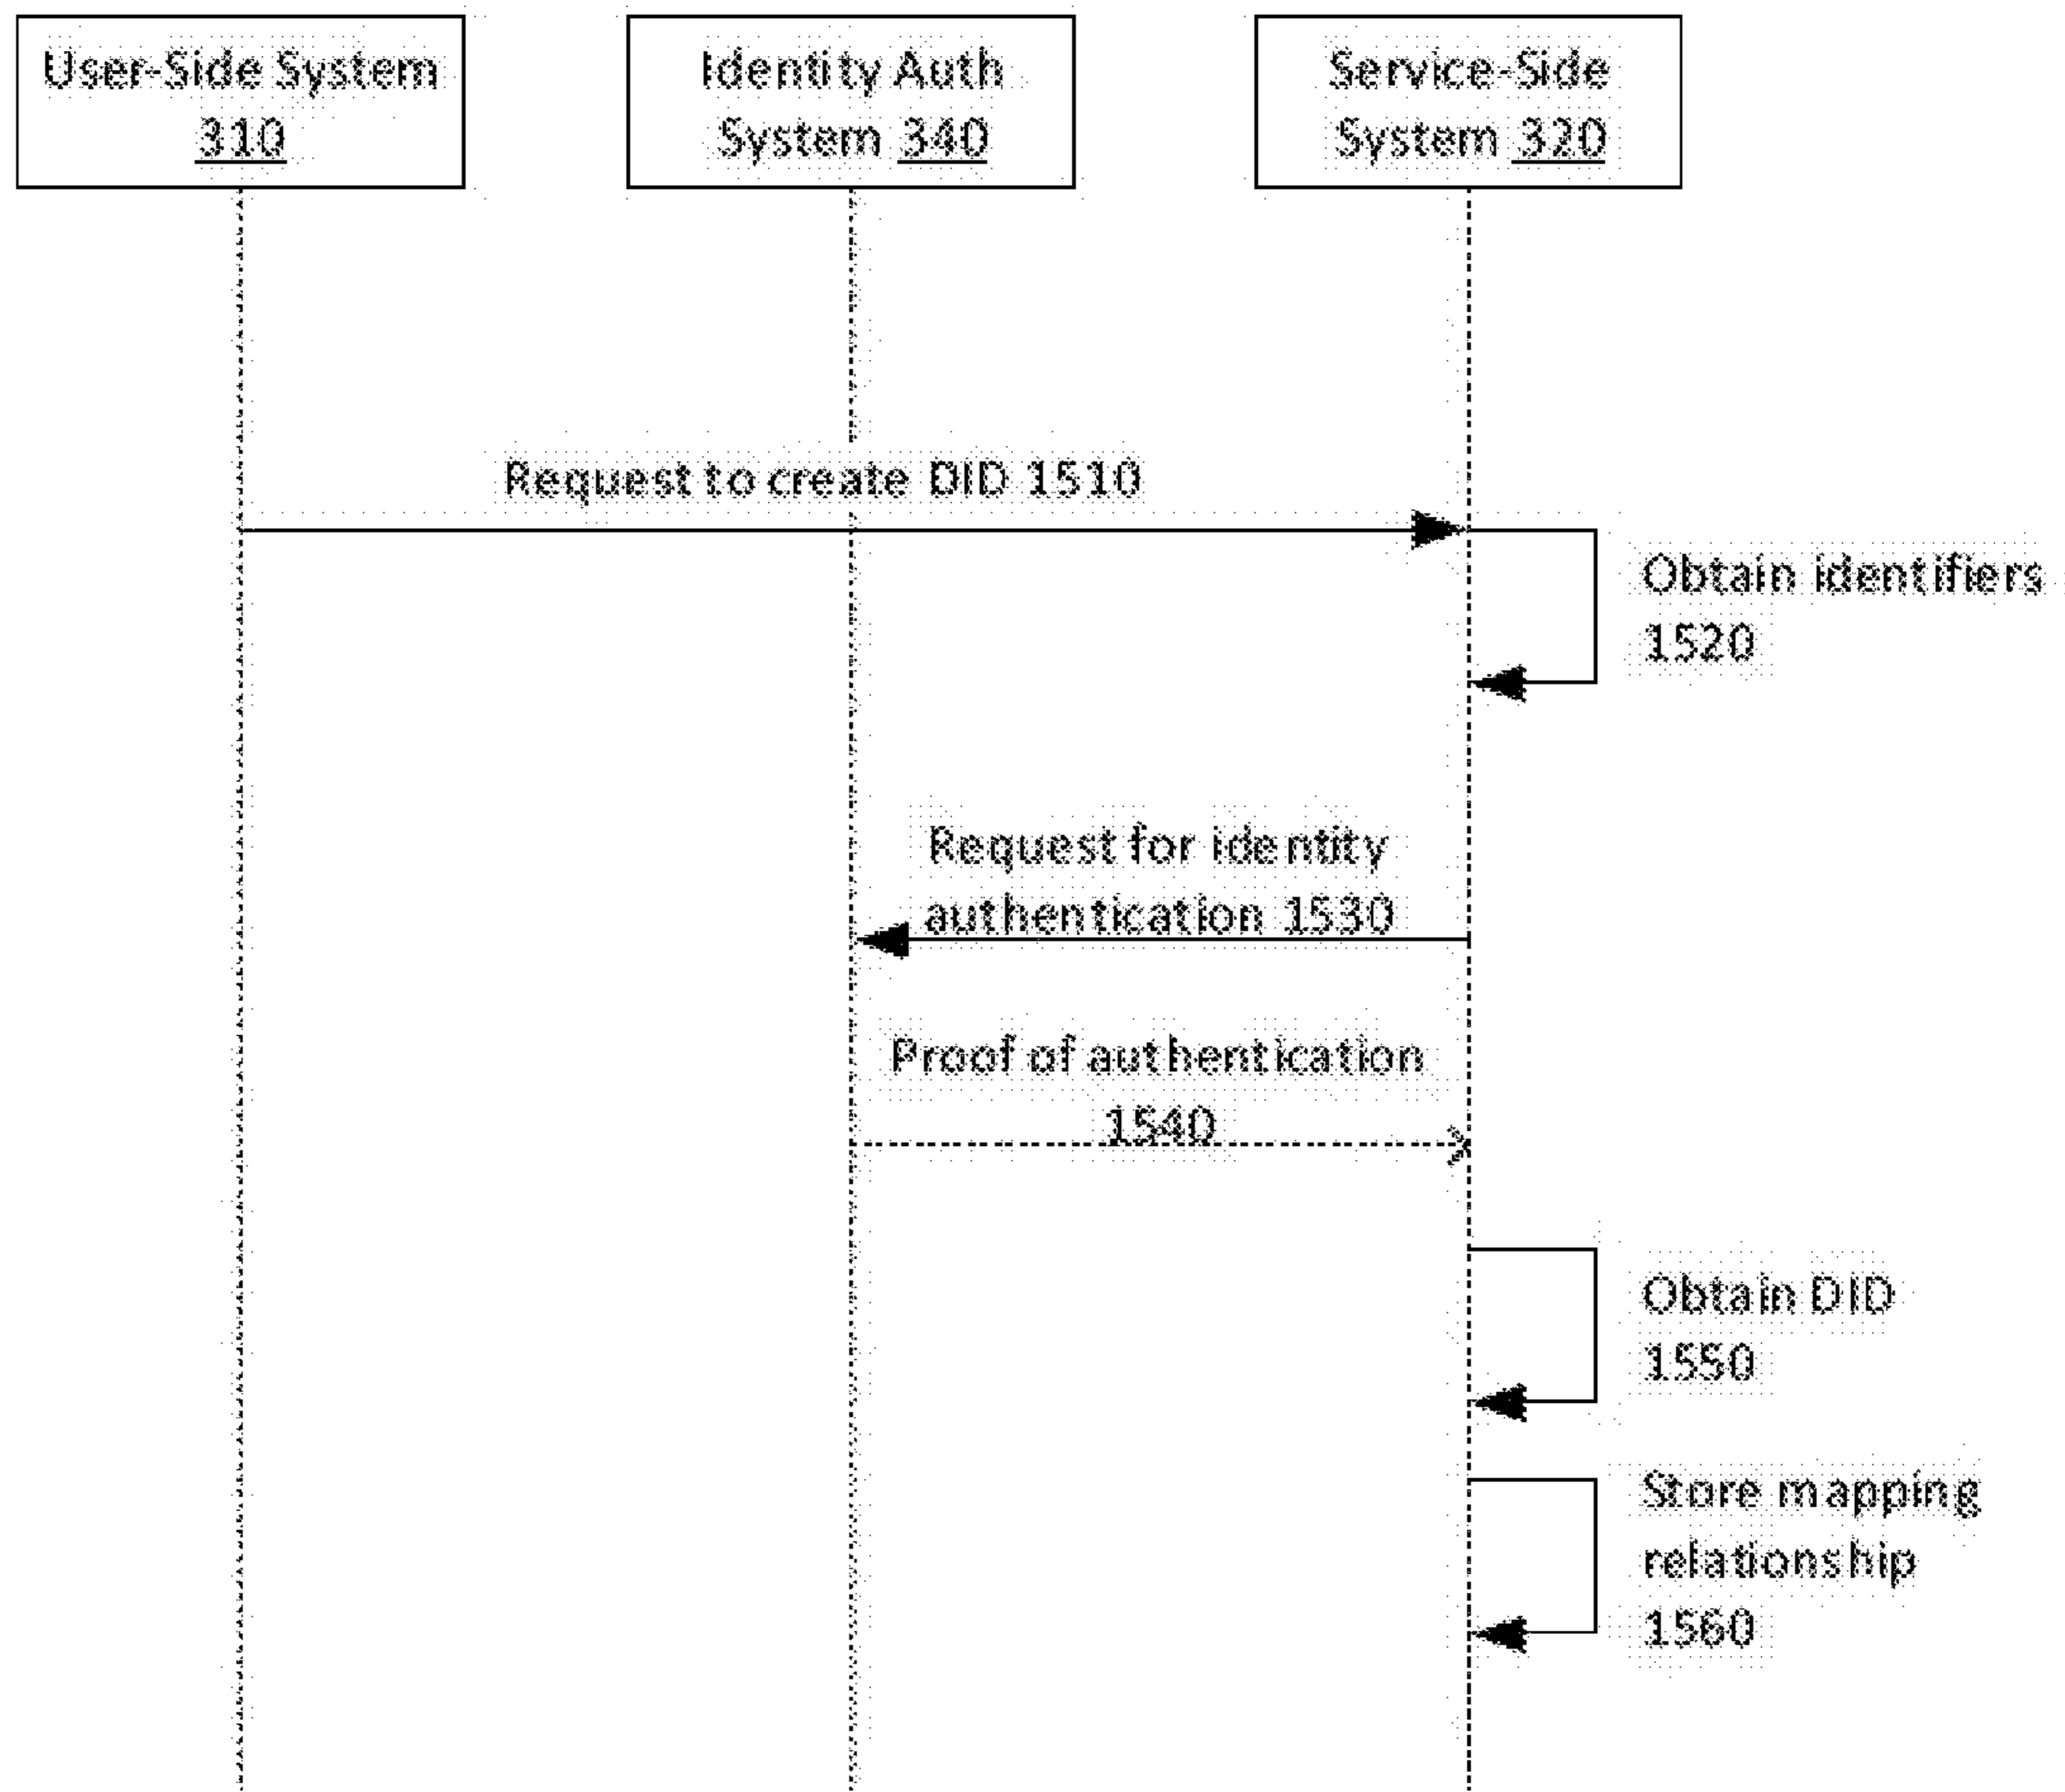 User-Side System
310
Identity Auth
System 340
Service-Side
System 320
Request to create DID 1510
Obtain identifiers
1520
Request for identity
authentication 1530
Proof of authentication
1540
Obtain DID
1550
Store mapping
relationship
1560